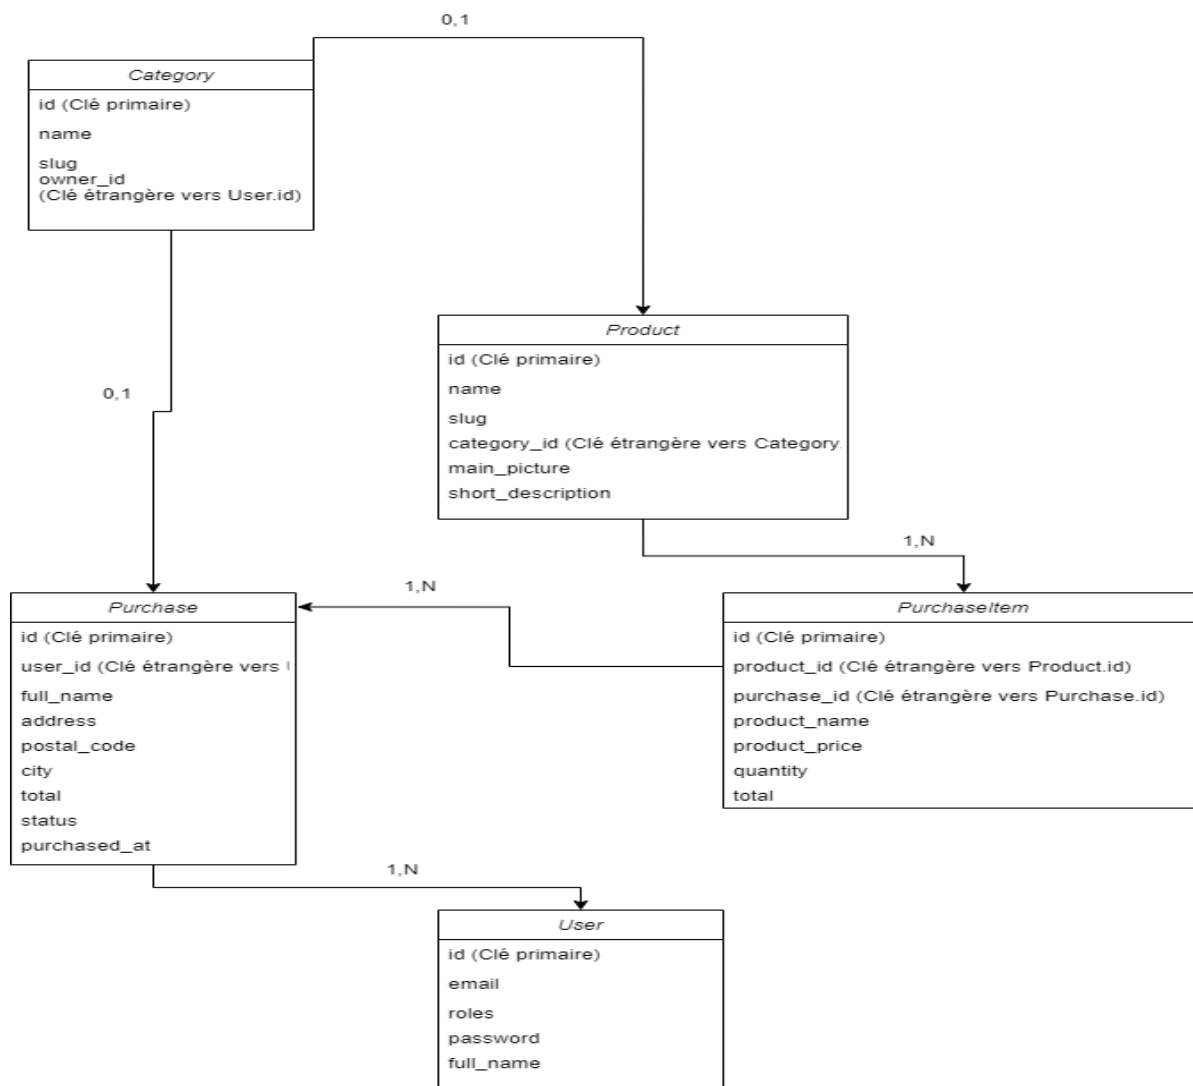 0,1
Category
id (Clé primaire)
name
slug
owner_id
(Clé étrangère vers User.id)
0,1
Product
id (Clé primaire)
name
slug
category_id (Clé étrangère vers Category.
main_picture
short_description
1,N
1,N
Purchase
id (Clé primaire)
user_id (Clé étrangère vers
full_name
address
postal_code
city
total
status
purchased_at
PurchaseItem
id (Clé primaire)
product_id (Clé étrangère vers Product.id)
purchase_id (Clé étrangère vers Purchase.id)
product_name
product_price
quantity
total
1,N
User
id (Clé primaire)
email
roles
password
full_name